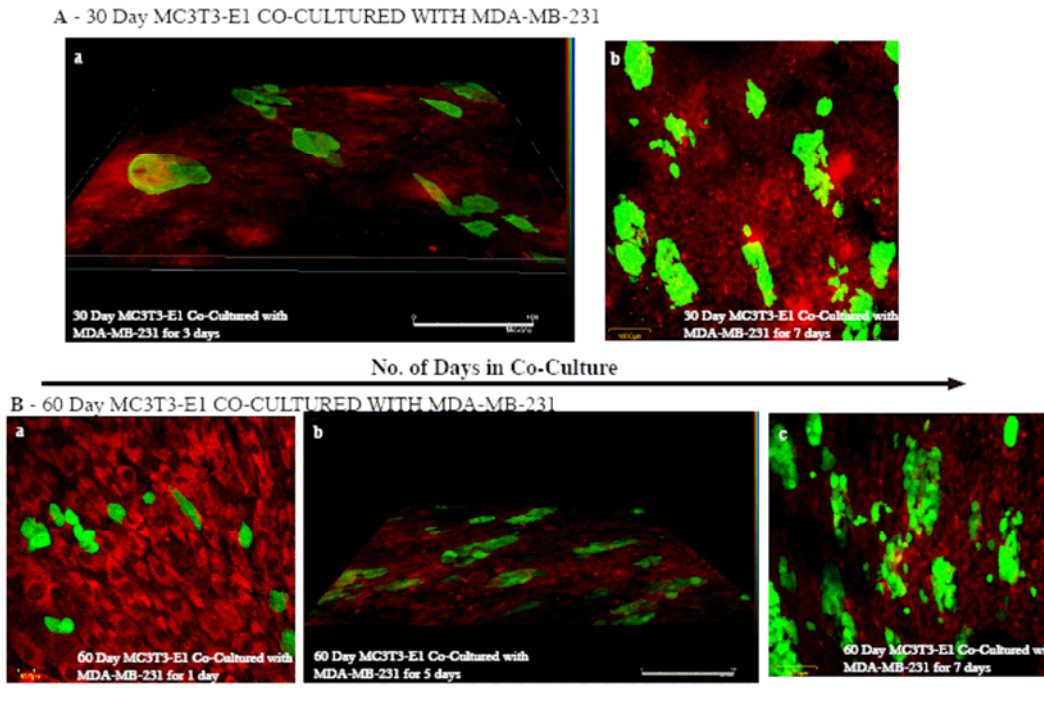 A - 30 Day MC3T3-E1 CO-CULTURED WITH MDA-MB-231
a
b
30 Day MC3T3-E1 Co-Cultured with
MDA-MB-231 for 3 days
0
100
30 Day MC3T3-E1 Co-Cultured with
MDA-MB-231 for 7 days
No. of Days in Co-Culture
B - 60 Day MC3T3-E1 CO-CULTURED WITH MDA-MB-231
a
b
c
60 Day MC3T3-E1 Co-Cultured with
MDA-MB-231 for 1 day
60 Day MC3T3-E1 Co-Cultured with
MDA-MB-231 for 5 days
60 Day MC3T3-E1 Co-Cultured wi
MDA-MB-231 for 7 days